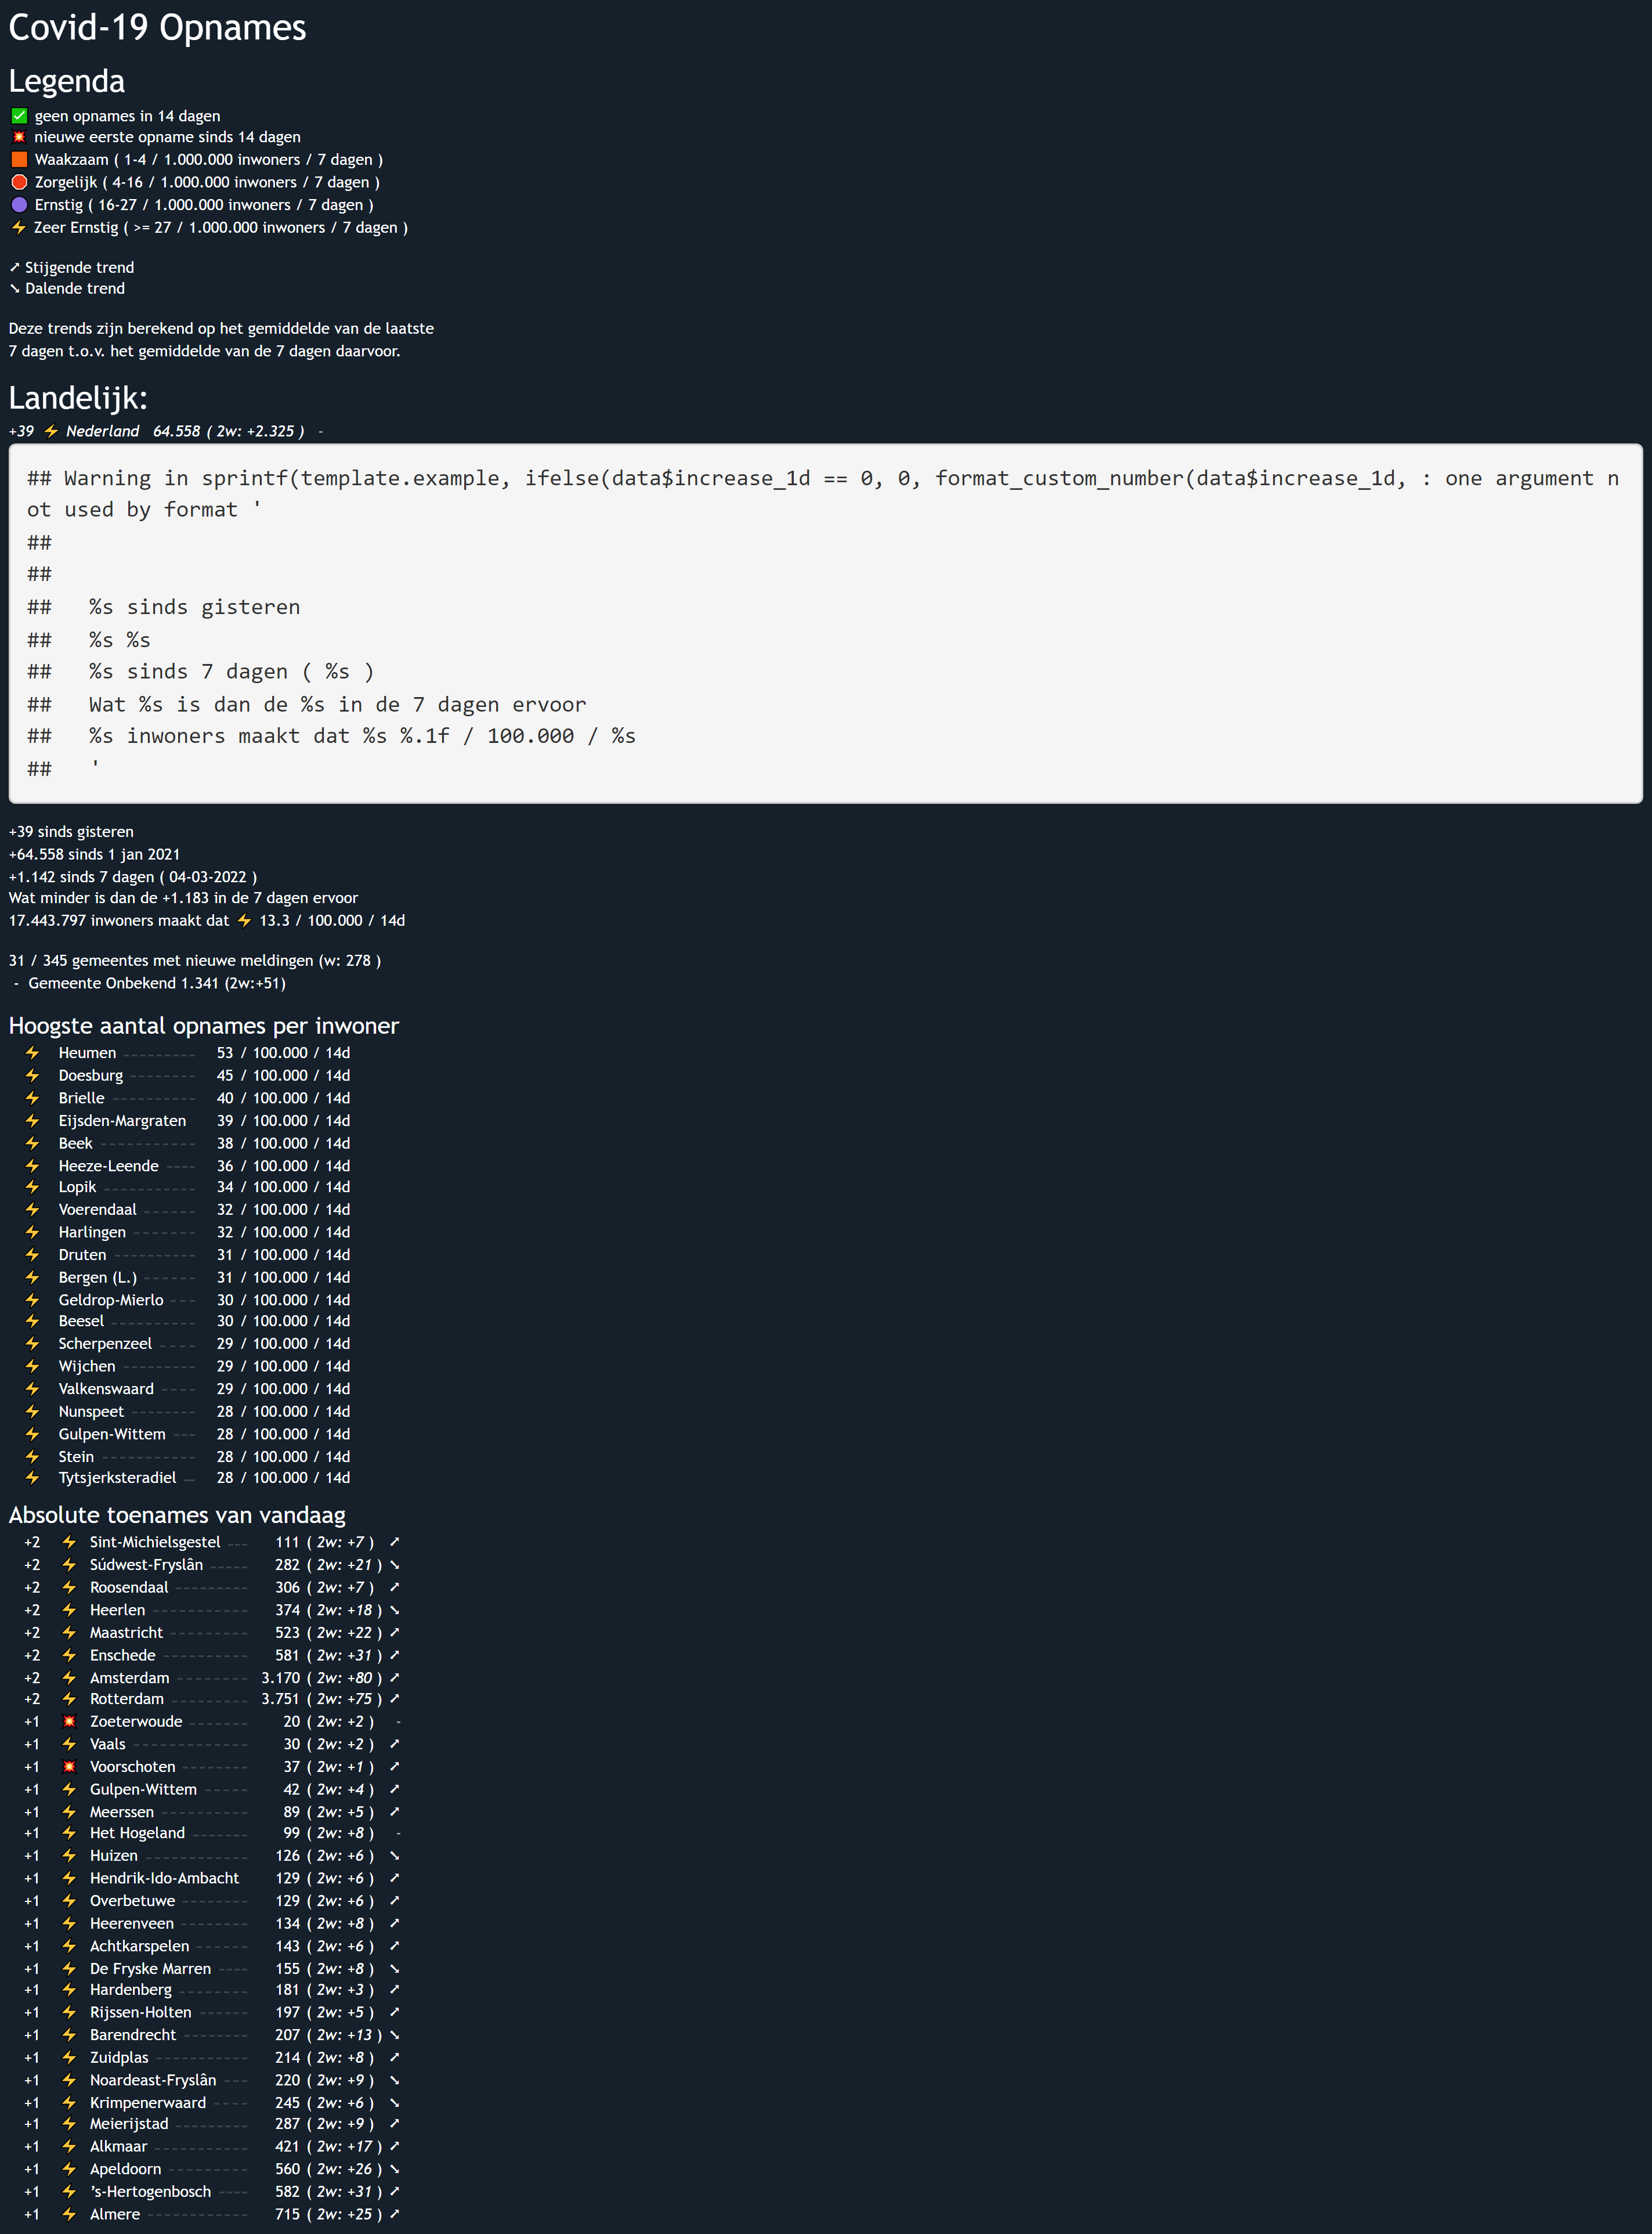 Covid-19 Opnames
Legenda
✅ geen opnames in 14 dagen
💥 nieuwe eerste opname sinds 14 dagen
🟧 Waakzaam ( 1-4 / 1.000.000 inwoners / 7 dagen )
🛑 Zorgelijk ( 4-16 / 1.000.000 inwoners / 7 dagen )
🟣 Ernstig ( 16-27 / 1.000.000 inwoners / 7 dagen )
⚡ Zeer Ernstig ( >= 27 / 1.000.000 inwoners / 7 dagen )
⤤ Stijgende trend
⤥ Dalende trend
Deze trends zijn berekend op het gemiddelde van de laatste
7 dagen t.o.v. het gemiddelde van de 7 dagen daarvoor.
Landelijk:
+39 ⚡ Nederland 64.558 ( 2w: +2.325 ) -
## Warning in sprintf(template.example, ifelse(data$increase_1d == 0, 0, format_custom_number(data$increase_1d, : one argument n
ot used by format '
##
##
## %s sinds gisteren
## %s %s
## %s sinds 7 dagen ( %s )
## Wat %s is dan de %s in de 7 dagen ervoor
## %s inwoners maakt dat %s %.1f / 100.000 / %s
## '
+39 sinds gisteren
+64.558 sinds 1 jan 2021
+1.142 sinds 7 dagen ( 04-03-2022 )
Wat minder is dan de +1.183 in de 7 dagen ervoor
17.443.797 inwoners maakt dat ⚡ 13.3 / 100.000 / 14d
31 / 345 gemeentes met nieuwe meldingen (w: 278 )
- Gemeente Onbekend 1.341 (2w:+51)
Hoogste aantal opnames per inwoner
⚡ Heumen --------- 53 / 100.000 / 14d
⚡ Doesburg -------- 45 / 100.000 / 14d
⚡ Brielle ---------- 40 / 100.000 / 14d
⚡ Eijsden-Margraten 39 / 100.000 / 14d
⚡ Beek ----------- 38 / 100.000 / 14d
⚡ Heeze-Leende ---- 36 / 100.000 / 14d
⚡ Lopik ----------- 34 / 100.000 / 14d
⚡ Voerendaal ------ 32 / 100.000 / 14d
⚡ Harlingen ------- 32 / 100.000 / 14d
⚡ Druten ---------- 31 / 100.000 / 14d
⚡ Bergen (L.) ------ 31 / 100.000 / 14d
⚡ Geldrop-Mierlo --- 30 / 100.000 / 14d
⚡ Beesel ---------- 30 / 100.000 / 14d
⚡ Scherpenzeel ---- 29 / 100.000 / 14d
⚡ Wijchen --------- 29 / 100.000 / 14d
⚡ Valkenswaard ---- 29 / 100.000 / 14d
⚡ Nunspeet -------- 28 / 100.000 / 14d
⚡ Gulpen-Wittem --- 28 / 100.000 / 14d
⚡ Stein ----------- 28 / 100.000 / 14d
⚡ Tytsjerksteradiel -- 28 / 100.000 / 14d
Absolute toenames van vandaag
+2 ⚡ Sint-Michielsgestel --- 111 ( 2w: +7 ) ⤤
+2 ⚡ Súdwest-Fryslân ----- 282 ( 2w: +21 ) ⤥
+2 ⚡ Roosendaal --------- 306 ( 2w: +7 ) ⤤
+2 ⚡ Heerlen ------------ 374 ( 2w: +18 ) ⤥
+2 ⚡ Maastricht ---------- 523 ( 2w: +22 ) ⤤
+2 ⚡ Enschede ----------- 581 ( 2w: +31 ) ⤤
+2 ⚡ Amsterdam --------- 3.170 ( 2w: +80 ) ⤤
+2 ⚡ Rotterdam ---------- 3.751 ( 2w: +75 ) ⤤
+1 💥 Zoeterwoude ------- 20 ( 2w: +2 ) -
+1 ⚡ Vaals -------------- 30 ( 2w: +2 ) ⤤
+1 💥 Voorschoten -------- 37 ( 2w: +1 ) ⤤
+1 ⚡ Gulpen-Wittem ----- 42 ( 2w: +4 ) ⤤
+1 ⚡ Meerssen ----------- 89 ( 2w: +5 ) ⤤
+1 ⚡ Het Hogeland ------- 99 ( 2w: +8 ) -
+1 ⚡ Huizen ------------- 126 ( 2w: +6 ) ⤥
+1 ⚡ Hendrik-Ido-Ambacht 129 ( 2w: +6 ) ⤤
+1 ⚡ Overbetuwe -------- 129 ( 2w: +6 ) ⤤
+1 ⚡ Heerenveen -------- 134 ( 2w: +8 ) ⤤
+1 ⚡ Achtkarspelen ------ 143 ( 2w: +6 ) ⤤
+1 ⚡ De Fryske Marren ---- 155 ( 2w: +8 ) ⤥
+1 ⚡ Hardenberg --------- 181 ( 2w: +3 ) ⤤
+1 ⚡ Rijssen-Holten ------ 197 ( 2w: +5 ) ⤤
+1 ⚡ Barendrecht -------- 207 ( 2w: +13 ) ⤥
+1 ⚡ Zuidplas ----------- 214 ( 2w: +8 ) ⤤
+1 ⚡ Noardeast-Fryslân --- 220 ( 2w: +9 ) ⤥
+1 ⚡ Krimpenerwaard ---- 245 ( 2w: +6 ) ⤥
+1 ⚡ Meierijstad --------- 287 ( 2w: +9 ) ⤤
+1 ⚡ Alkmaar ------------ 421 ( 2w: +17 ) ⤤
+1 ⚡ Apeldoorn ---------- 560 ( 2w: +26 ) ⤥
+1 ⚡ ’s-Hertogenbosch ---- 582 ( 2w: +31 ) ⤤
+1 ⚡ Almere ------------- 715 ( 2w: +25 ) ⤤